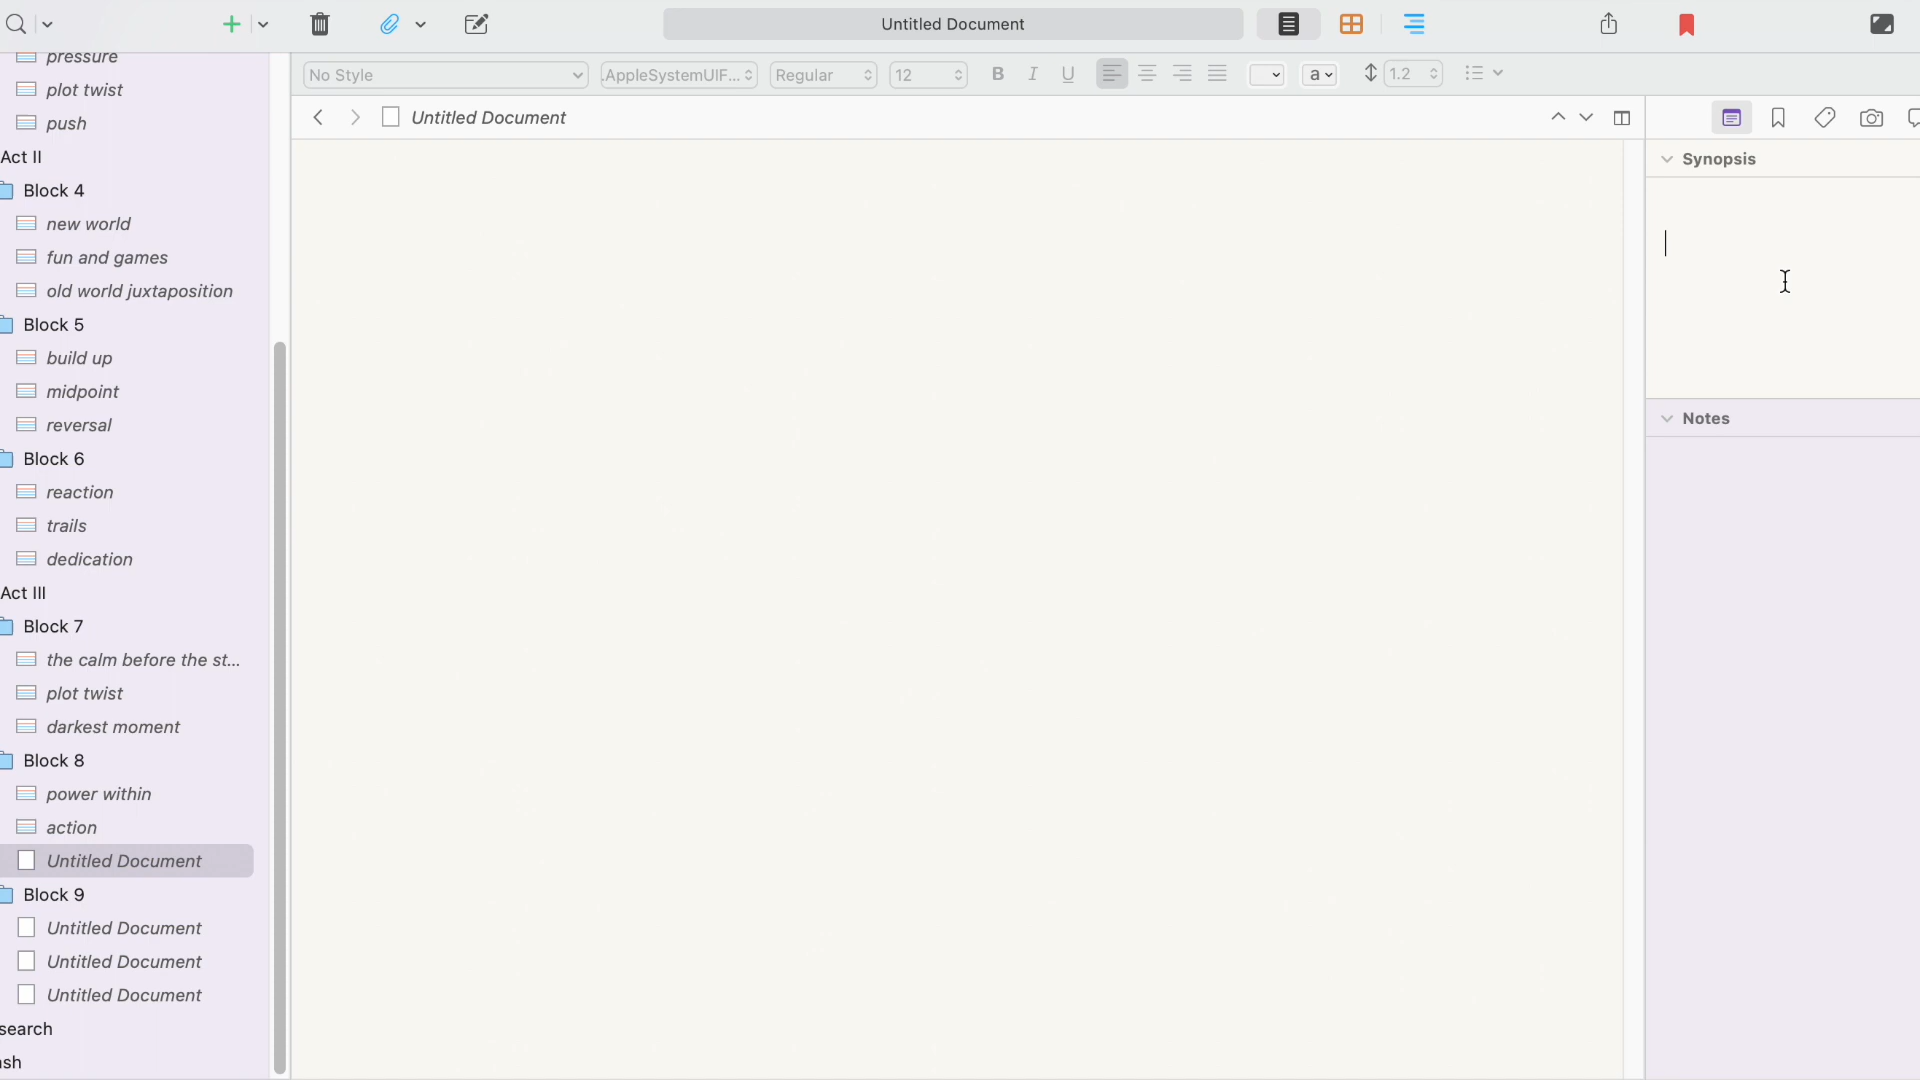 Untitled Document
No Style
.AppleSystemUIF...
Regular
12
B
I
U
a
1.2
Untitled Document
pressure
plot twist
push
Act II
Block 4
new world
fun and games
old world juxtaposition
Block 5
build up
midpoint
reversal
Block 6
reaction
trails
dedication
Act III
Block 7
the calm before the st...
plot twist
darkest moment
Block 8
power within
action
Untitled Document
Block 9
Untitled Document
Untitled Document
Untitled Document
search
ash
Synopsis
Notes